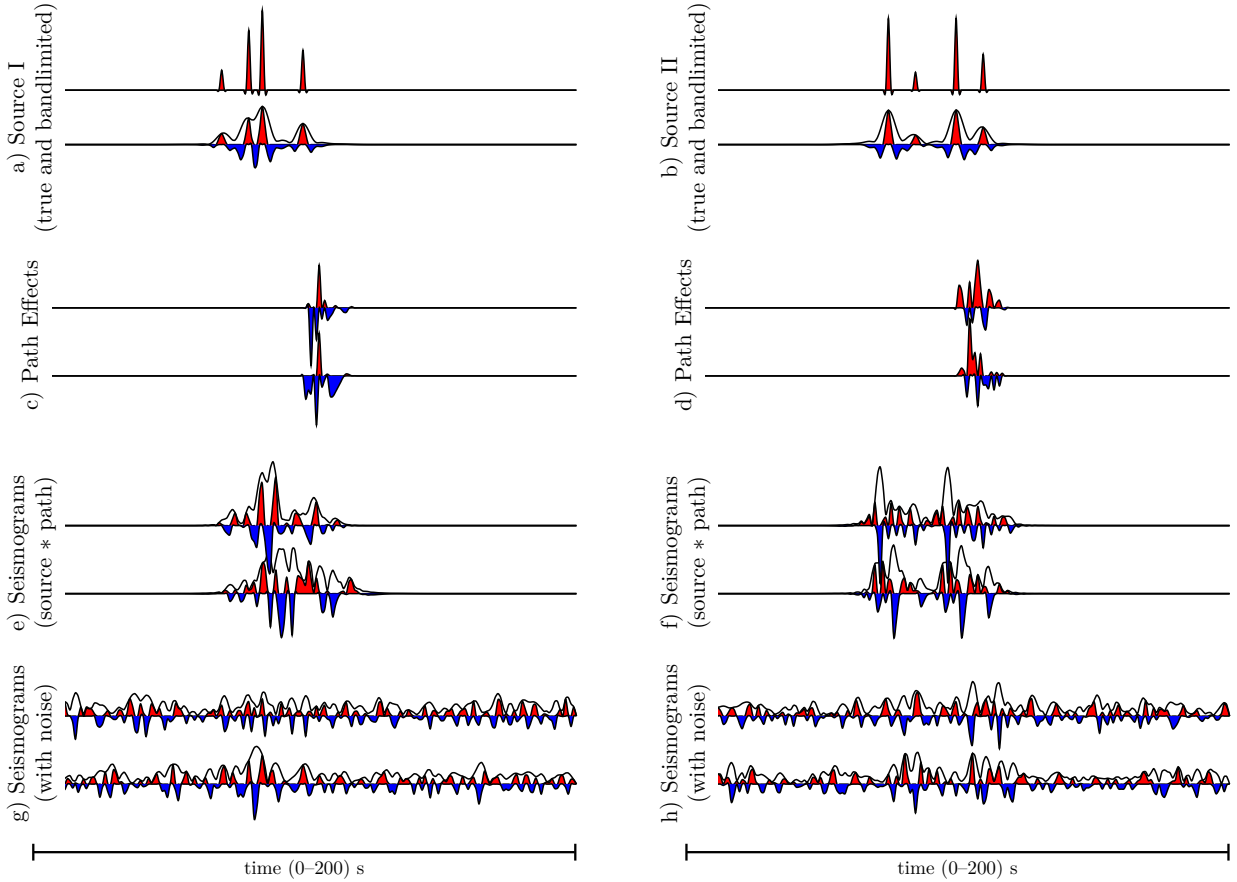 a) Source I
(true and bandlimited)
b) Source II
(true and bandlimited)
c) Path Effects
d) Path Effects
e) Seismograms
(source * path)
f) Seismograms
(source * path)
g) Seismograms
(with noise)
h) Seismograms
(with noise)
time (0–200) s
time (0–200) s